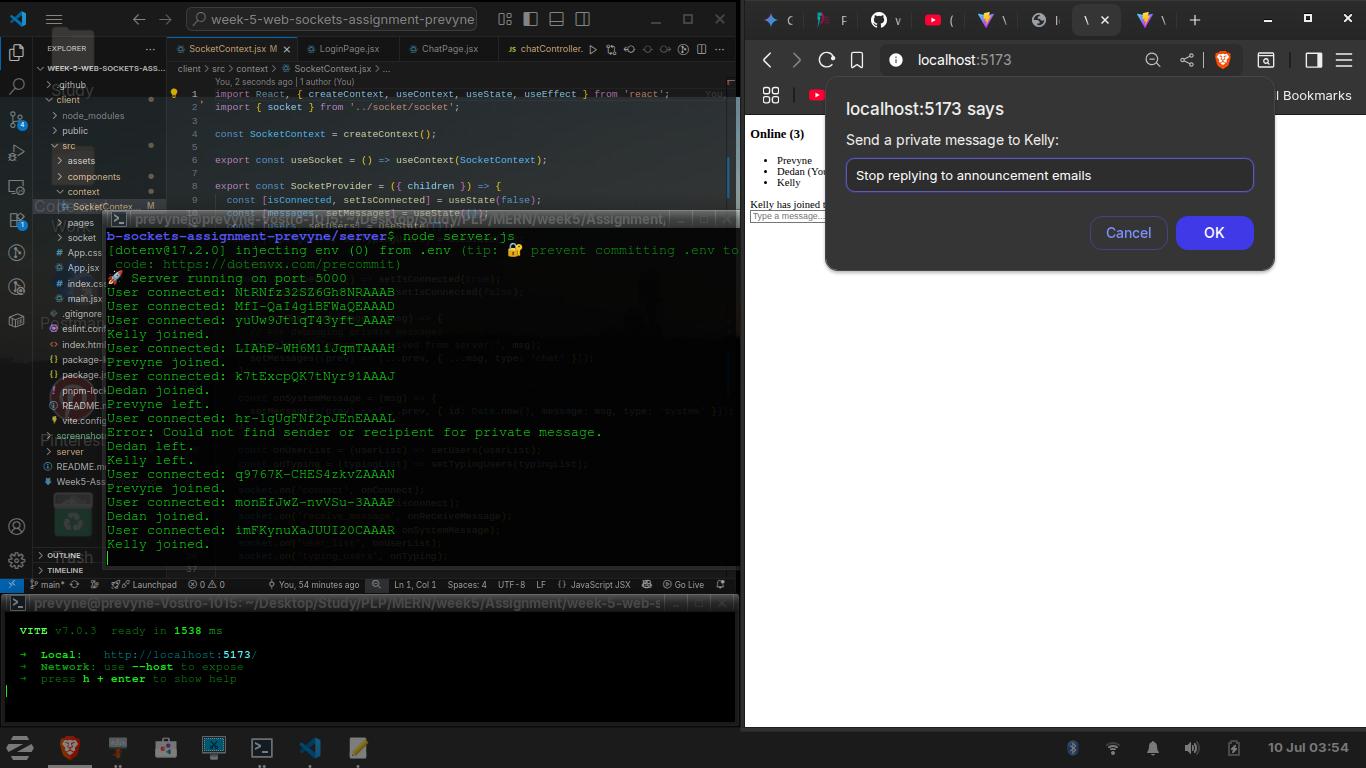 week-5-web-sockets-assignment-prevyne
EXPLORER
SocketContext.jsx M
LoginPage.jsx
ChatPage.jsx
chatController.
client > src > context > SocketContext.jsx > ...
You, 2 seconds ago | 1 author (You)
WEEK-5-WEB-SOCKETS-ASS...
.github
Study
client
node_modules
public
src
assets
components
context
SocketContex...
pages
socket
App.css
App.jsx
index.css
main.jsx
.gitignore
eslint.conf
index.html
package-l
package.js
pnpm-lock
README.m
vite.config
Pinterest
screenshot
server
README.m
Week5-Ass
Trash
OUTLINE
TIMELINE
1 import React, { createContext, useContext, useState, useEffect } from 'react'; You,
2 import { socket } from '../socket/socket';
3
4 const SocketContext = createContext();
5
6 export const useSocket = () => useContext(SocketContext);
7
8 export const SocketProvider = ({ children }) => {
9 const [isConnected, setIsConnected] = useState(false);
10 const [messages, setMessages] = useState([]);
prevyne@prevyne-Vostro-1015: ~/Desktop/Study/PLP/MERN/week5/Assignment/
b-sockets-assignment-prevyne/server$ node server.js
[dotenv@17.2.0] injecting env (0) from .env (tip: 🔐 prevent committing .env to
code: https://dotenvx.com/precommit)
🚀 Server running on port 5000
User connected: NtRNfz32SZ6Gh8NRAAAB
User connected: MfI-QaI4giBFWaQEAAAD
User connected: yuUw9Jt1qT43yft_AAAF
Kelly joined.
User connected: LIAhP-WH6M1iJqmTAAAH
Prevyne joined.
User connected: k7tExcpQK7tNyr91AAAJ
Dedan joined.
Prevyne left.
User connected: hr-lgUgFNf2pJEnEAAAL
Error: Could not find sender or recipient for private message.
Dedan left.
Kelly left.
User connected: q9767K-CHES4zkvZAAAN
Prevyne joined.
User connected: monEfJwZ-nvVSu-3AAAP
Dedan joined.
User connected: imFKynuXaJUUI2OCAAAR
Kelly joined.
37
main*
Launchpad
0 0
You, 54 minutes ago
Ln 1, Col 1
Spaces: 4
UTF-8
LF
JavaScript JSX
Go Live
prevyne@prevyne-Vostro-1015: ~/Desktop/Study/PLP/MERN/week5/Assignment/week-5-web-s
VITE v7.0.3 ready in 1538 ms
➜ Local: http://localhost:5173/
➜ Network: use --host to expose
➜ press h + enter to show help
localhost:5173
l Bookmarks
Online (3)
Prevyne
Dedan (You
Kelly
Kelly has joined t
Type a message...
localhost:5173 says
Send a private message to Kelly:
Stop replying to announcement emails
Cancel
OK
10 Jul 03:54